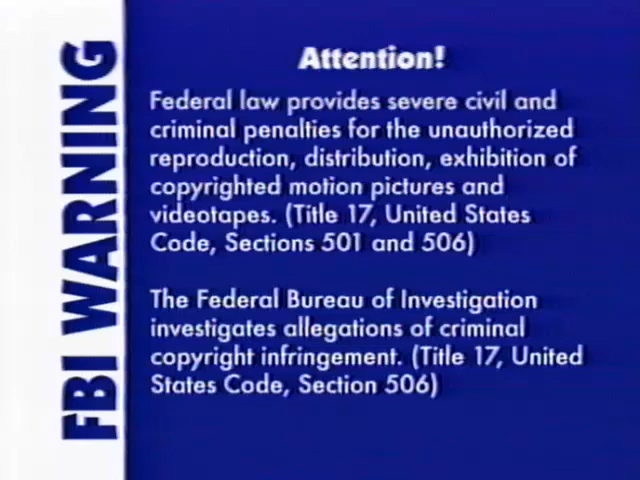 FBI WARNING
Attention!
Federal law provides severe civil and
criminal penalties for the unauthorized
reproduction, distribution, exhibition of
copyrighted motion pictures and
videotapes. (Title 17, United States
Code, Sections 501 and 506)
The Federal Bureau of Investigation
investigates allegations of criminal
copyright infringement. (Title 17, United
States Code, Section 506)